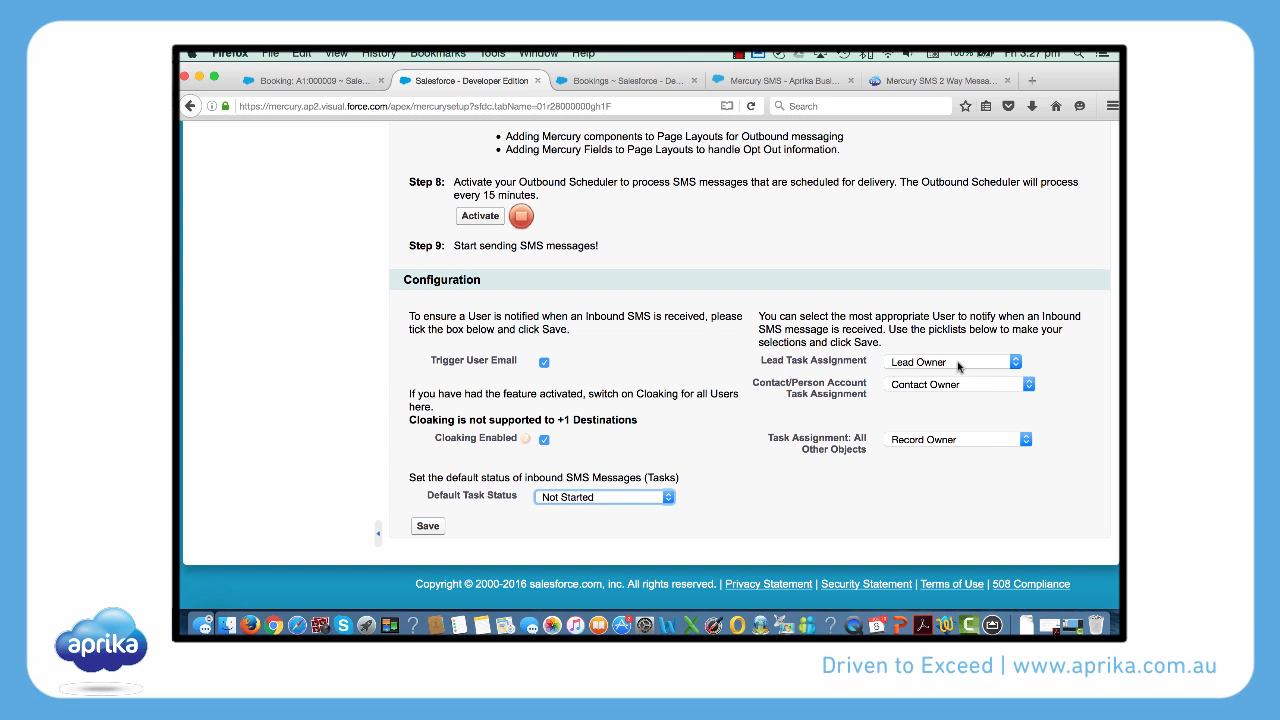 Firefox File Edit View History Bookmarks Tools Window Help 100% Fri 3:27 pm
Booking: A1:000009 ~ Sale...
Salesforce - Developer Edition
Bookings ~ Salesforce - De...
Mercury SMS - Aprika Busi...
Mercury SMS 2 Way Messa...
https://mercury.ap2.visual.force.com/apex/mercurysetup?sfdc.tabName=01r28000000gh1F
Search
• Adding Mercury components to Page Layouts for Outbound messaging
• Adding Mercury Fields to Page Layouts to handle Opt Out information.
Step 8: Activate your Outbound Scheduler to process SMS messages that are scheduled for delivery. The Outbound Scheduler will process
every 15 minutes.
Activate
Step 9: Start sending SMS messages!
Configuration
To ensure a User is notified when an Inbound SMS is received, please
tick the box below and click Save.
Trigger User Email
If you have had the feature activated, switch on Cloaking for all Users
here.
Cloaking is not supported to +1 Destinations
Cloaking Enabled
Set the default status of inbound SMS Messages (Tasks)
Default Task Status Not Started
Save
You can select the most appropriate User to notify when an Inbound
SMS message is received. Use the picklists below to make your
selections and click Save.
Lead Task Assignment Lead Owner
Contact/Person Account
Task Assignment
Contact Owner
Task Assignment: All
Other Objects
Record Owner
Copyright © 2000-2016 salesforce.com, inc. All rights reserved. | Privacy Statement | Security Statement | Terms of Use | 508 Compliance
aprika
Driven to Exceed | www.aprika.com.au